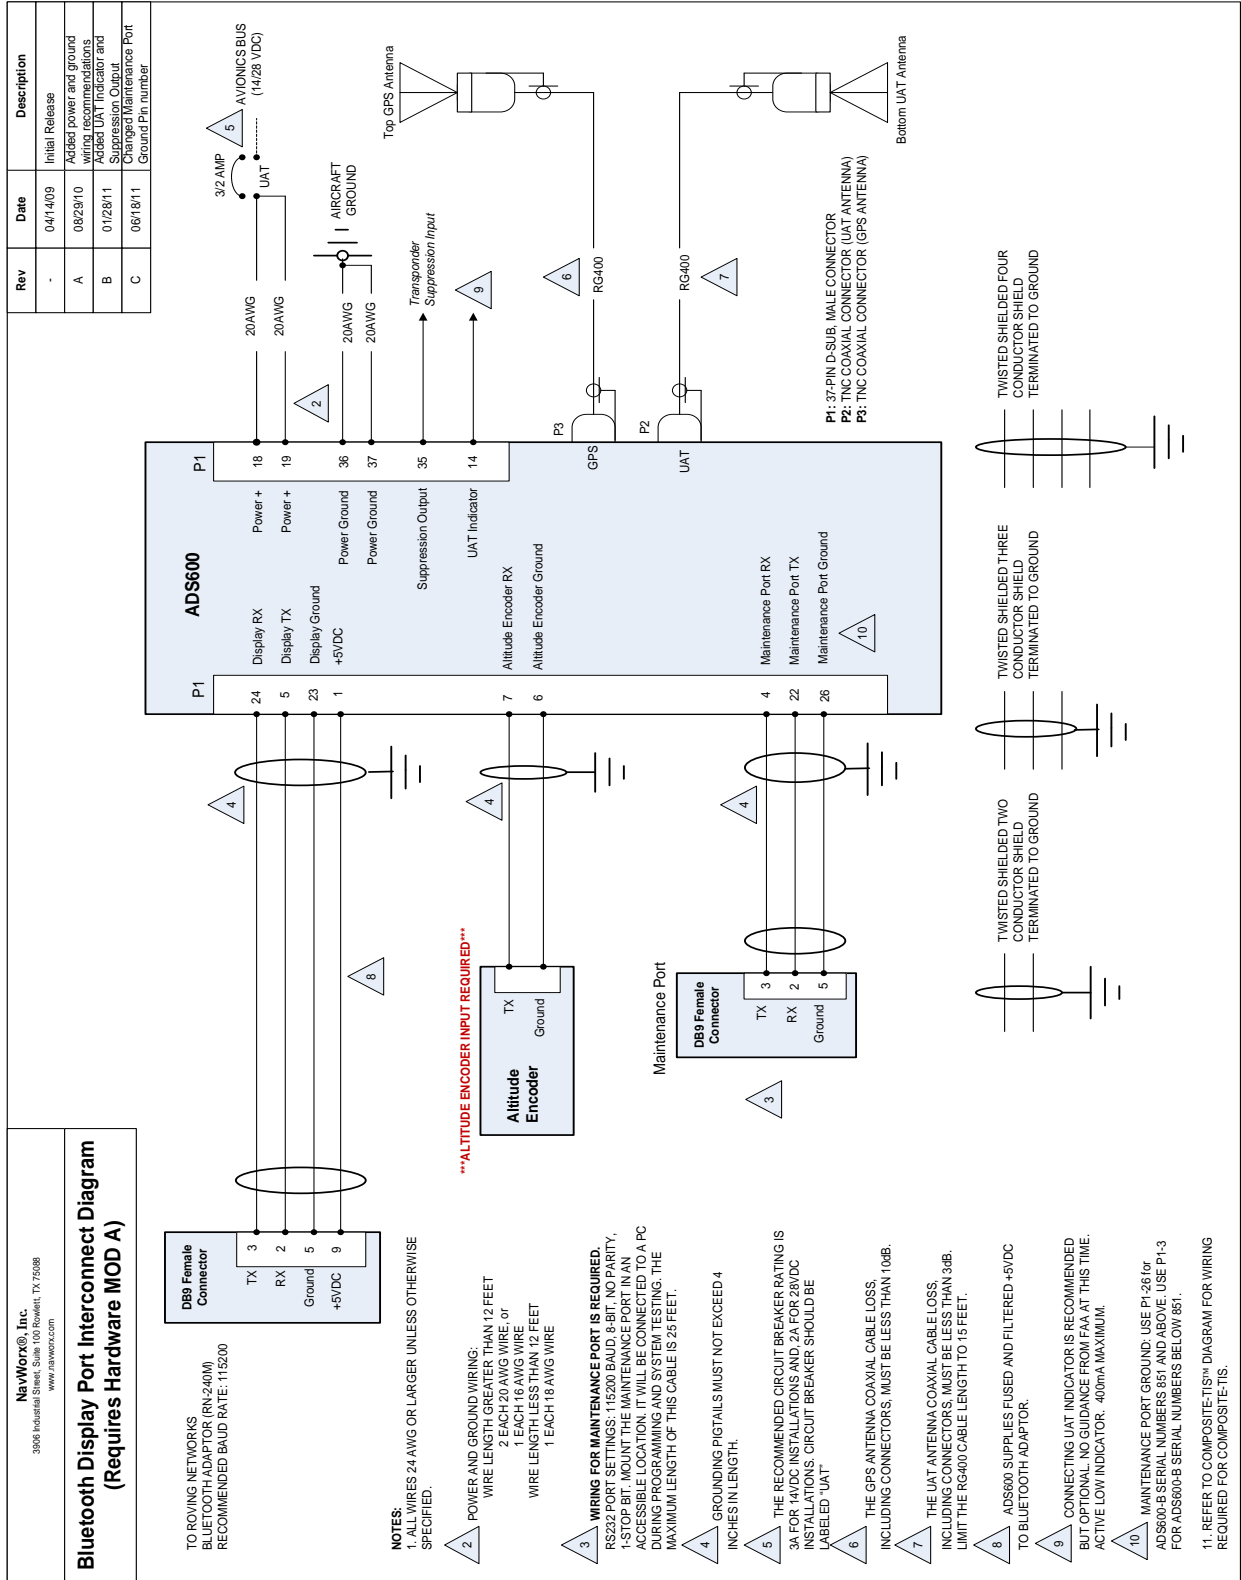 NavWorx®, Inc.
3906 Industrial Street, Suite 100 Rowlett, TX 75088
www.navworx.com
Bluetooth Display Port Interconnect Diagram
(Requires Hardware MOD A)
Rev Date Description
- 04/14/09 Initial Release
A 08/29/10 Added power and ground
wiring recommendations
B 01/28/11 Added UAT Indicator and
Suppression Output
C 06/18/11 Changed Maintenance Port
Ground Pin number
TO ROVING NETWORKS
BLUETOOTH ADAPTOR (RN-240M)
RECOMMENDED BAUD RATE: 115200
DB9 Female
Connector
TX 3
RX 2
Ground 5
+5VDC 9
8
4
P1
24 Display RX
5 Display TX
23 Display Ground
1 +5VDC
ADS600
P1
Power + 18
Power + 19
Power Ground 36
Power Ground 37
Suppression Output 35
UAT Indicator 14
2
20AWG
20AWG
20AWG
20AWG
3/2 AMP
UAT
5
AVIONICS BUS
(14/28 VDC)
AIRCRAFT
GROUND
Transponder
Suppression Input
9
***ALTITUDE ENCODER INPUT REQUIRED***
Altitude
Encoder
TX
Ground
4
7 Altitude Encoder RX
6 Altitude Encoder Ground
P3
GPS
6
RG400
Top GPS Antenna
P2
UAT
RG400
7
Bottom UAT Antenna
Maintenance Port
DB9 Female
Connector
TX 3
RX 2
Ground 5
3
4
4 Maintenance Port RX
22 Maintenance Port TX
26 Maintenance Port Ground
10
P1: 37-PIN D-SUB, MALE CONNECTOR
P2: TNC COAXIAL CONNECTOR (UAT ANTENNA)
P3: TNC COAXIAL CONNECTOR (GPS ANTENNA)
TWISTED SHIELDED TWO
CONDUCTOR SHIELD
TERMINATED TO GROUND
TWISTED SHIELDED THREE
CONDUCTOR SHIELD
TERMINATED TO GROUND
TWISTED SHIELDED FOUR
CONDUCTOR SHIELD
TERMINATED TO GROUND
NOTES:
1. ALL WIRES 24 AWG OR LARGER UNLESS OTHERWISE
SPECIFIED.
2 POWER AND GROUND WIRING:
WIRE LENGTH GREATER THAN 12 FEET
2 EACH 20 AWG WIRE, or
1 EACH 16 AWG WIRE
WIRE LENGTH LESS THAN 12 FEET
1 EACH 18 AWG WIRE
3 WIRING FOR MAINTENANCE PORT IS REQUIRED.
RS232 PORT SETTINGS: 115200 BAUD, 8-BIT, NO PARITY,
1-STOP BIT. MOUNT THE MAINTENANCE PORT IN AN
ACCESSIBLE LOCATION. IT WILL BE CONNECTED TO A PC
DURING PROGRAMMING AND SYSTEM TESTING. THE
MAXIMUM LENGTH OF THIS CABLE IS 25 FEET.
4 GROUNDING PIGTAILS MUST NOT EXCEED 4
INCHES IN LENGTH.
5 THE RECOMMENDED CIRCUIT BREAKER RATING IS
3A FOR 14VDC INSTALLATIONS AND, 2A FOR 28VDC
INSTALLATIONS. CIRCUIT BREAKER SHOULD BE
LABELED "UAT"
6 THE GPS ANTENNA COAXIAL CABLE LOSS,
INCLUDING CONNECTORS, MUST BE LESS THAN 10dB.
7 THE UAT ANTENNA COAXIAL CABLE LOSS,
INCLUDING CONNECTORS, MUST BE LESS THAN 3dB.
LIMIT THE RG400 CABLE LENGTH TO 15 FEET.
8 ADS600 SUPPLIES FUSED AND FILTERED +5VDC
TO BLUETOOTH ADAPTOR.
9 CONNECTING UAT INDICATOR IS RECOMMENDED
BUT OPTIONAL. NO GUIDANCE FROM FAA AT THIS TIME.
ACTIVE LOW INDICATOR. 400mA MAXIMUM.
10 MAINTENANCE PORT GROUND: USE P1-26 for
ADS600-B SERIAL NUMBERS 851 AND ABOVE. USE P1-3
FOR ADS600-B SERIAL NUMBERS BELOW 851.
11. REFER TO COMPOSITE-TIS™ DIAGRAM FOR WIRING
REQUIRED FOR COMPOSITE-TIS.